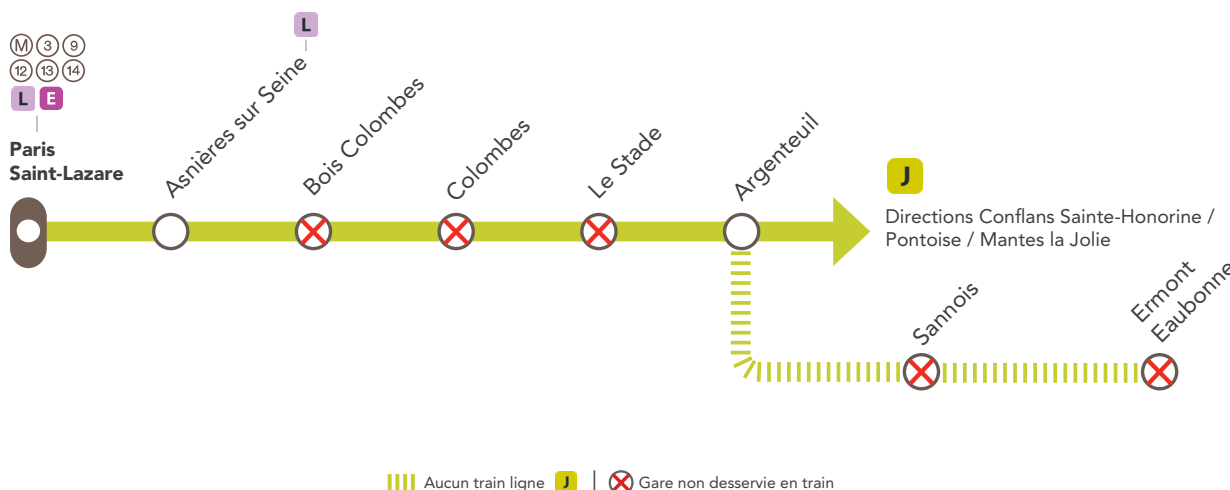 L
M 3 9
12 13 14
L E
Paris
Saint-Lazare
Asnières sur Seine
Bois Colombes
Colombes
Le Stade
Argenteuil
J
Directions Conflans Sainte-Honorine /
Pontoise / Mantes la Jolie
Sannois
Ermont
Eaubonne
Aucun train ligne J | Gare non desservie en train